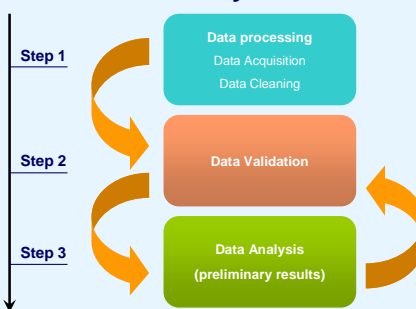 Step 1
Data processing
Data Acquisition
Data Cleaning
Step 2
Data Validation
Step 3
Data Analysis
(preliminary results)